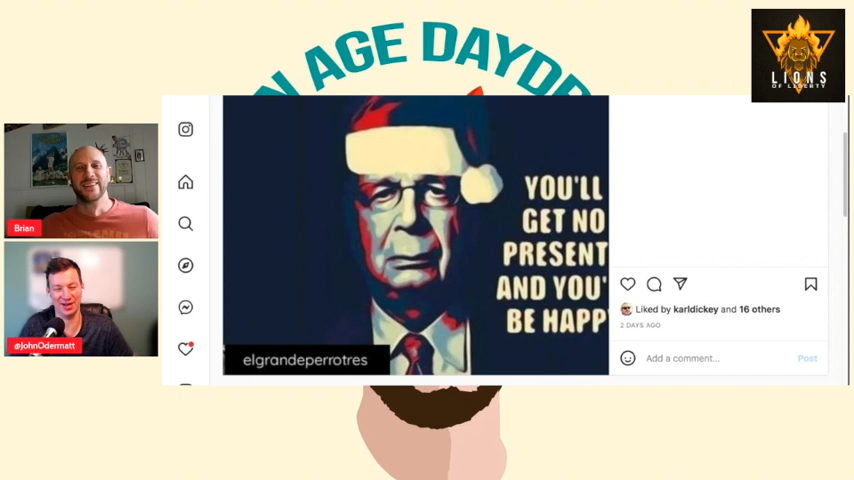 N AGE DAYD
LIONS
OF LIBERTY
Brian
@JohnOdermatt
YOU'LL
GET NO
PRESENT
AND YOU'
BE HAPP
elgrandeperrotres
Liked by karldickey and 16 others
2 DAYS AGO
Add a comment...
Post